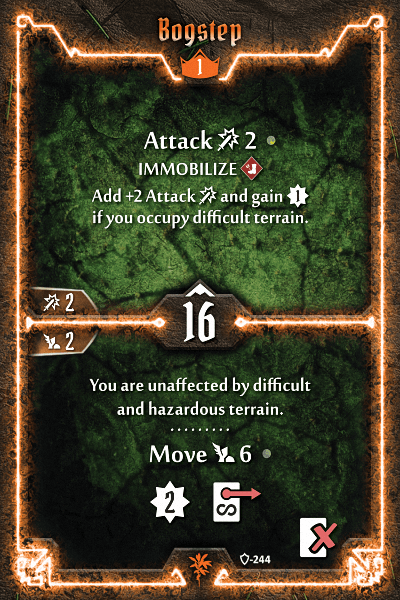 Bogstep
1
Attack 2
IMMOBILIZE
Add +2 Attack and gain 1
if you occupy difficult terrain.
2
16
2
You are unaffected by difficult
and hazardous terrain.
Move 6
2
S
-244